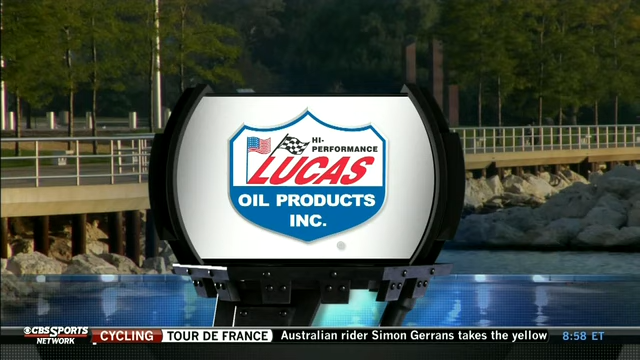 HI-
PERFORMANCE
LUCAS
OIL PRODUCTS
INC.
CBS SPORTS NETWORK
CYCLING TOUR DE FRANCE Australian rider Simon Gerrans takes the yellow 8:58 ET